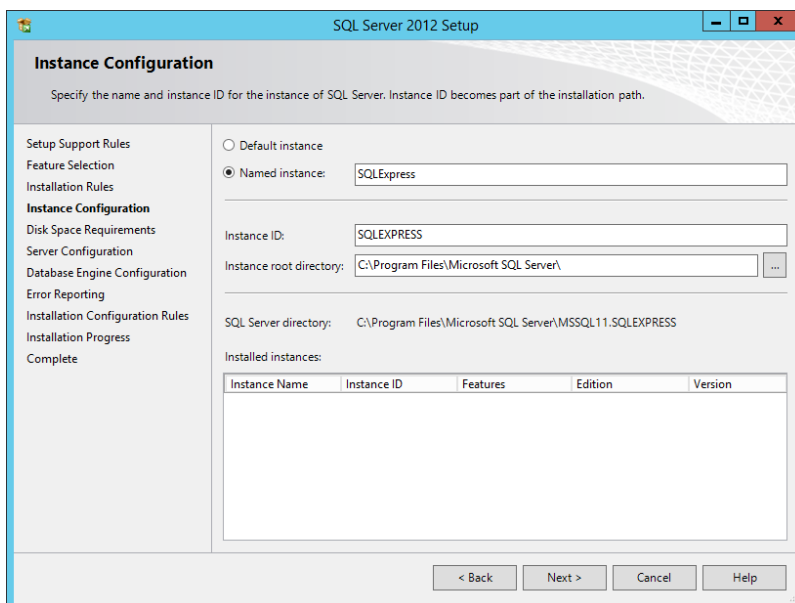 SQL Server 2012 Setup
Instance Configuration
Specify the name and instance ID for the instance of SQL Server. Instance ID becomes part of the installation path.
Setup Support Rules
Feature Selection
Installation Rules
Instance Configuration
Disk Space Requirements
Server Configuration
Database Engine Configuration
Error Reporting
Installation Configuration Rules
Installation Progress
Complete
Default instance
Named instance: SQLExpress
Instance ID: SQLEXPRESS
Instance root directory: C:\Program Files\Microsoft SQL Server\ ...
SQL Server directory: C:\Program Files\Microsoft SQL Server\MSSQL11.SQLEXPRESS
Installed instances:
Instance Name Instance ID Features Edition Version
< Back Next > Cancel Help